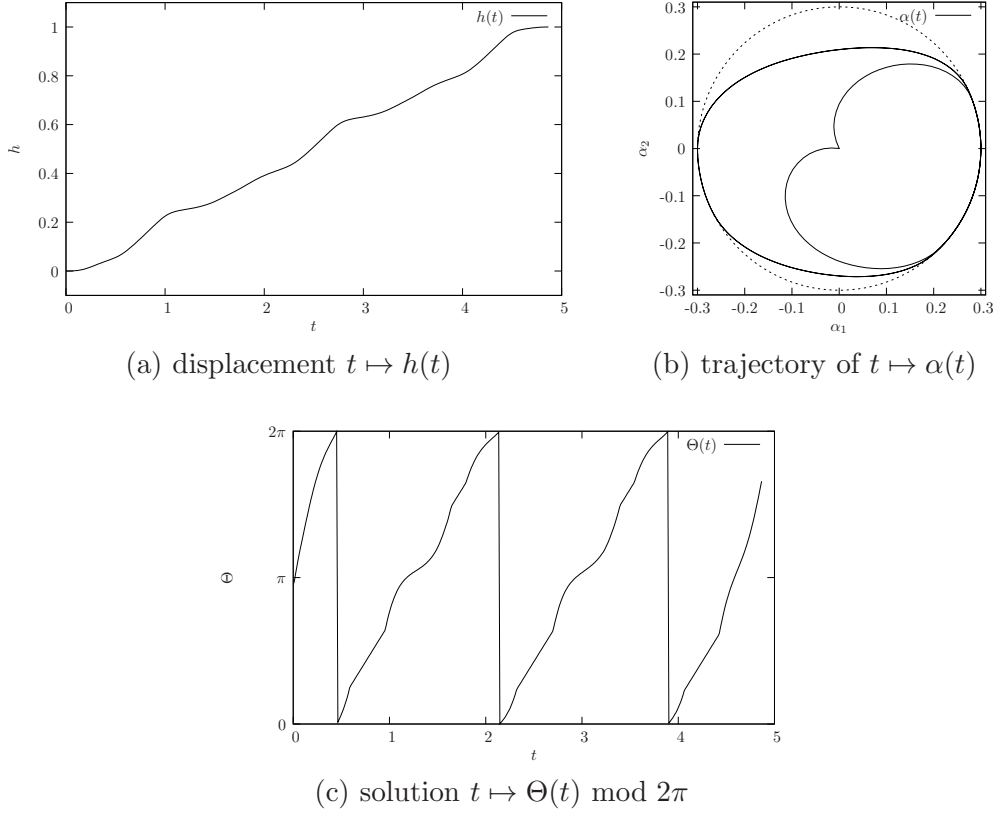 h(t)
1
0.8
0.6
0.4
0.2
0
h
0 1 2 3 4 5
t
(a) displacement t ↦ h(t)
α(t)
0.3
0.2
0.1
0
-0.1
-0.2
-0.3
α₂
-0.3 -0.2 -0.1 0 0.1 0.2 0.3
α₁
(b) trajectory of t ↦ α(t)
Θ(t)
2π
π
0
Θ
0 1 2 3 4 5
t
(c) solution t ↦ Θ(t) mod 2π